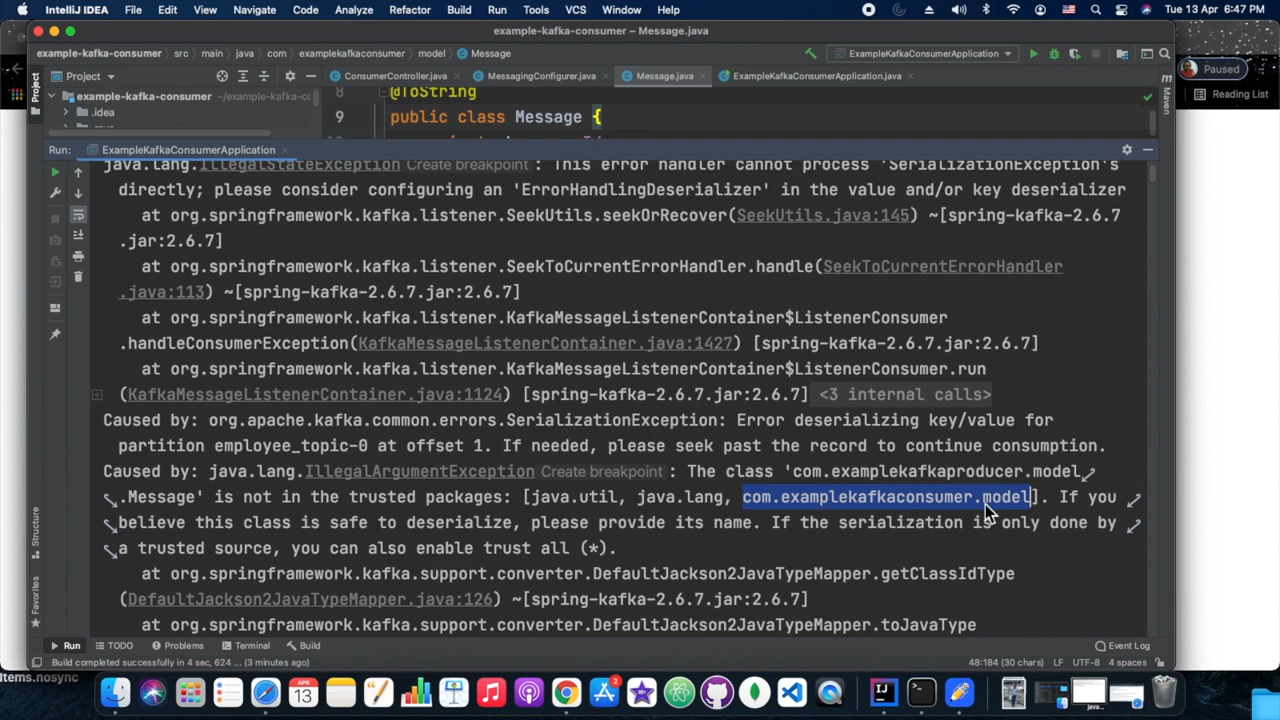 IntelliJ IDEA File Edit View Navigate Code Analyze Refactor Build Run Tools VCS Window Help Tue 13 Apr 6:47 PM
example-kafka-consumer – Message.java
example-kafka-consumer src main java com examplekafkaconsumer model Message ExampleKafkaConsumerApplication
Paused
Reading List
Project ConsumerController.java MessagingConfigurer.java Message.java ExampleKafkaConsumerApplication.java
example-kafka-consumer ~/example-kafka-co
.idea
8 @ToString
9 public class Message {
Run: ExampleKafkaConsumerApplication
java.lang.IllegalStateException Create breakpoint : This error handler cannot process 'SerializationException's
directly; please consider configuring an 'ErrorHandlingDeserializer' in the value and/or key deserializer
at org.springframework.kafka.listener.SeekUtils.seekOrRecover(SeekUtils.java:145) ~[spring-kafka-2.6.7
.jar:2.6.7]
at org.springframework.kafka.listener.SeekToCurrentErrorHandler.handle(SeekToCurrentErrorHandler
.java:113) ~[spring-kafka-2.6.7.jar:2.6.7]
at org.springframework.kafka.listener.KafkaMessageListenerContainer$ListenerConsumer
.handleConsumerException(KafkaMessageListenerContainer.java:1427) [spring-kafka-2.6.7.jar:2.6.7]
at org.springframework.kafka.listener.KafkaMessageListenerContainer$ListenerConsumer.run
(KafkaMessageListenerContainer.java:1124) [spring-kafka-2.6.7.jar:2.6.7] <3 internal calls>
Caused by: org.apache.kafka.common.errors.SerializationException: Error deserializing key/value for
partition employee_topic-0 at offset 1. If needed, please seek past the record to continue consumption.
Caused by: java.lang.IllegalArgumentException Create breakpoint : The class 'com.examplekafkaproducer.model
.Message' is not in the trusted packages: [java.util, java.lang, com.examplekafkaconsumer.model]. If you
believe this class is safe to deserialize, please provide its name. If the serialization is only done by
a trusted source, you can also enable trust all (*).
at org.springframework.kafka.support.converter.DefaultJackson2JavaTypeMapper.getClassIdType
(DefaultJackson2JavaTypeMapper.java:126) ~[spring-kafka-2.6.7.jar:2.6.7]
at org.springframework.kafka.support.converter.DefaultJackson2JavaTypeMapper.toJavaType
Project
Maven
Structure
Favorites
Run TODO Problems Terminal Build Event Log
Build completed successfully in 4 sec, 624 ... (3 minutes ago) 48:184 (30 chars) LF UTF-8 4 spaces
Items.nosync
APR
13
2
java